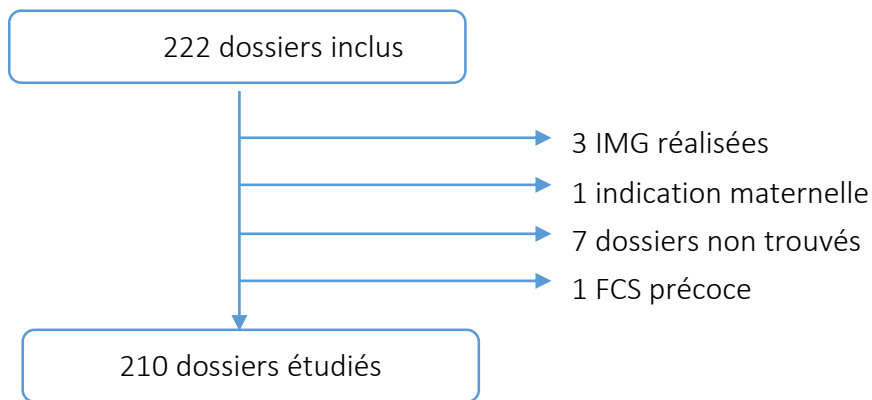 222 dossiers inclus
3 IMG réalisées
1 indication maternelle
7 dossiers non trouvés
1 FCS précoce
210 dossiers étudiés